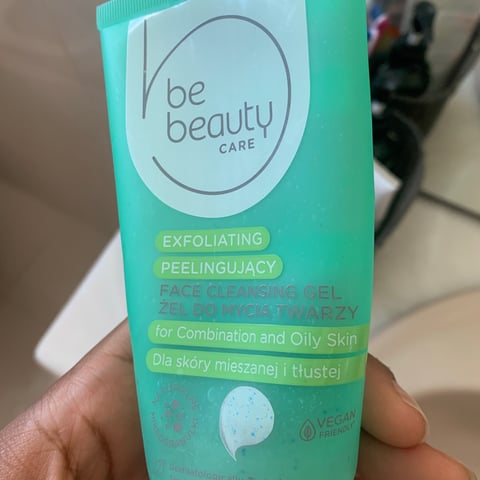 be
beauty
CARE
EXFOLIATING
PEELINGUJĄCY
FACE CLEANSING GEL
ŻEL DO MYCIA TWARZY
for Combination and Oily Skin
Dla skóry mieszanej i tłustej
VEGAN
FRIENDLY
Dermatologically